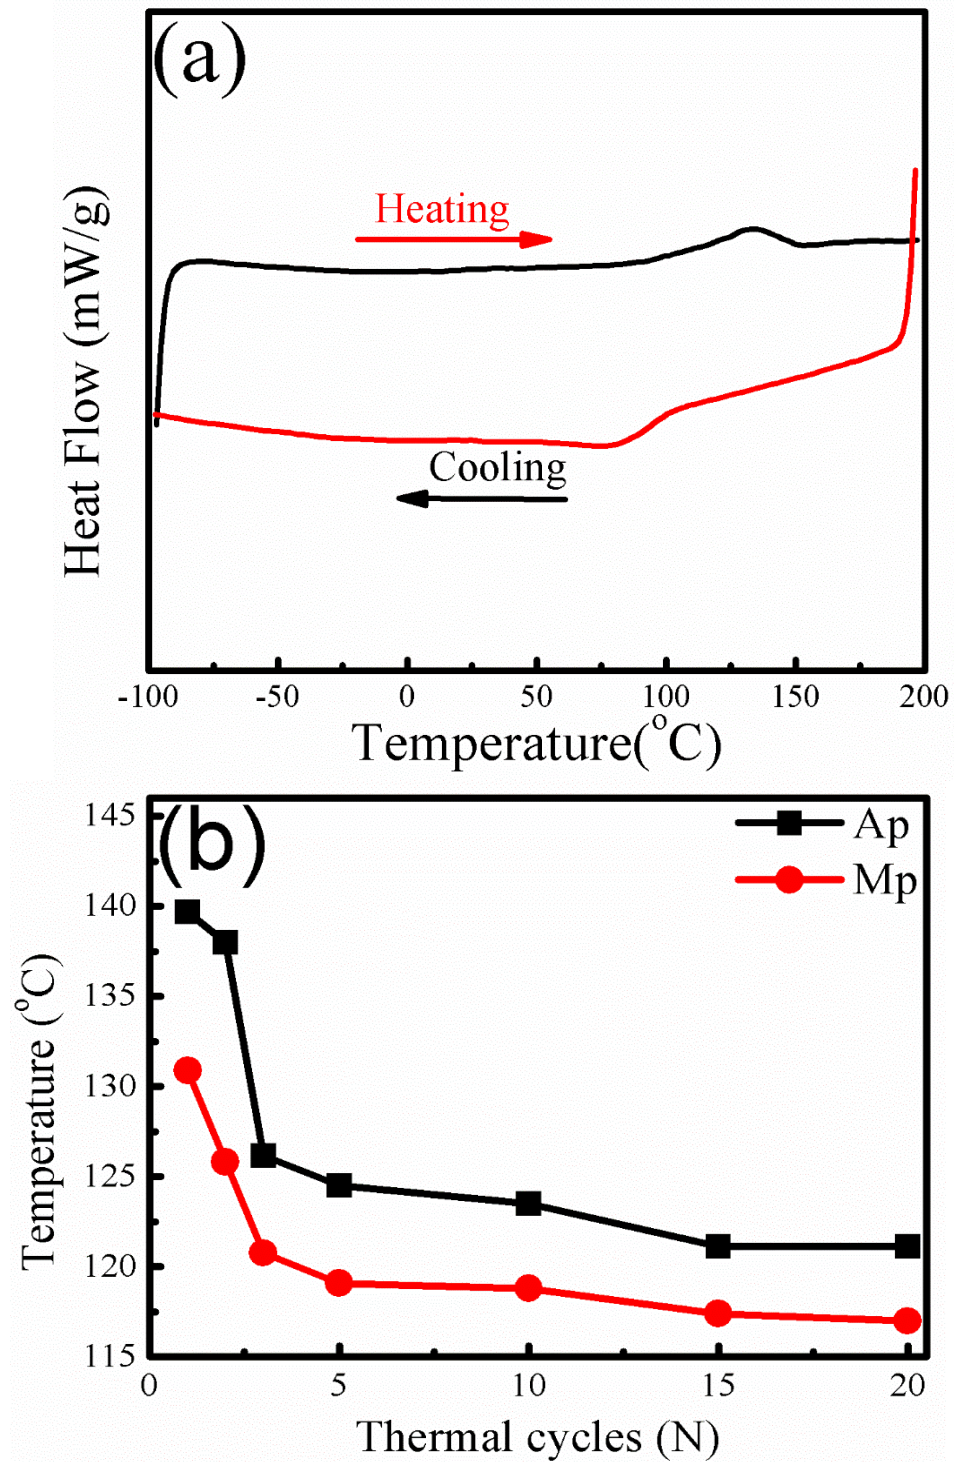 (a)
Heat Flow (mW/g)
Heating
Cooling
-100 -50 0 50 100 150 200
Temperature(°C)
(b)
Ap
Mp
145
140
135
130
125
120
115
Temperature (°C)
0 5 10 15 20
Thermal cycles (N)